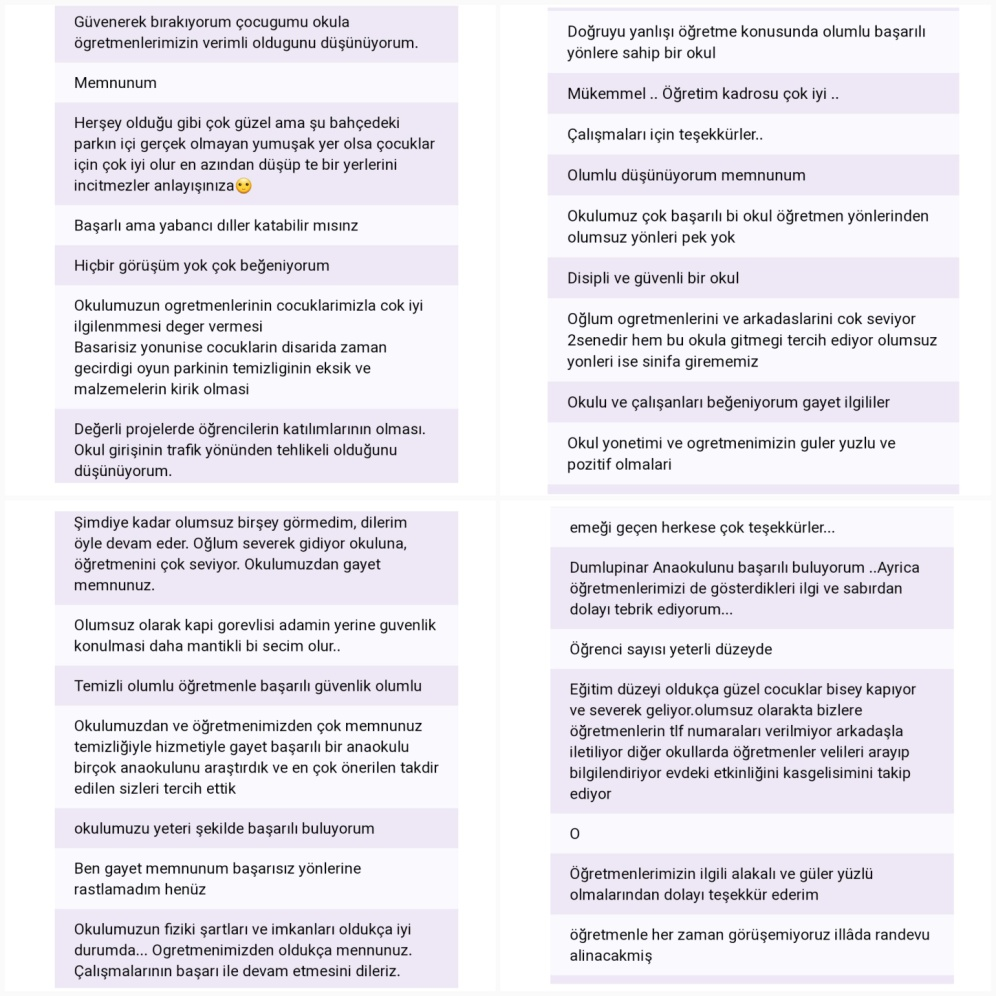 Güvenerek bırakıyorum çocugumu okula
ögretmenlerimizin verimli oldugunu düşünüyorum.
Memnunum
Herşey olduğu gibi çok güzel ama şu bahçedeki
parkın içi gerçek olmayan yumuşak yer olsa çocuklar
için çok iyi olur en azından düşüp te bir yerlerini
incitmezler anlayışınıza🙂
Başarlı ama yabancı dıller katabilir mısınz
Hiçbir görüşüm yok çok beğeniyorum
Okulumuzun ogretmenlerinin cocuklarimizla cok iyi
ilgilenmmesi deger vermesi
Basarisiz yonunise cocuklarin disarida zaman
gecirdigi oyun parkinin temizliginin eksik ve
malzemelerin kirik olmasi
Değerli projelerde öğrencilerin katılımlarının olması.
Okul girişinin trafik yönünden tehlikeli olduğunu
düşünüyorum.
Doğruyu yanlışı öğretme konusunda olumlu başarılı
yönlere sahip bir okul
Mükemmel .. Öğretim kadrosu çok iyi ..
Çalışmaları için teşekkürler..
Olumlu düşünüyorum memnunum
Okulumuz çok başarılı bi okul öğretmen yönlerinden
olumsuz yönleri pek yok
Disipli ve güvenli bir okul
Oğlum ogretmenlerini ve arkadaslarini cok seviyor
2senedir hem bu okula gitmegi tercih ediyor olumsuz
yonleri ise sinifa girememiz
Okulu ve çalışanları beğeniyorum gayet ilgililer
Okul yonetimi ve ogretmenimizin guler yuzlu ve
pozitif olmalari
Şimdiye kadar olumsuz birşey görmedim, dilerim
öyle devam eder. Oğlum severek gidiyor okuluna,
öğretmenini çok seviyor. Okulumuzdan gayet
memnunuz.
Olumsuz olarak kapi gorevlisi adamin yerine guvenlik
konulmasi daha mantikli bi secim olur..
Temizli olumlu öğretmenle başarılı güvenlik olumlu
Okulumuzdan ve öğretmenimizden çok memnunuz
temizliğiyle hizmetiyle gayet başarılı bir anaokulu
birçok anaokulunu araştırdık ve en çok önerilen takdir
edilen sizleri tercih ettik
okulumuzu yeteri şekilde başarılı buluyorum
Ben gayet memnunum başarısız yönlerine
rastlamadım henüz
Okulumuzun fiziki şartları ve imkanları oldukça iyi
durumda... Ogretmenimizden oldukça mennunuz.
Çalışmalarının başarı ile devam etmesini dileriz.
emeği geçen herkese çok teşekkürler...
Dumlupinar Anaokulunu başarılı buluyorum ..Ayrica
öğretmenlerimizi de gösterdikleri ilgi ve sabırdan
dolayı tebrik ediyorum...
Öğrenci sayısı yeterli düzeyde
Eğitim düzeyi oldukça güzel cocuklar bisey kapıyor
ve severek geliyor.olumsuz olarakta bizlere
öğretmenlerin tlf numaraları verilmiyor arkadaşla
iletiliyor diğer okullarda öğretmenler velileri arayıp
bilgilendiriyor evdeki etkinliğini kasgelisimini takip
ediyor
O
Öğretmenlerimizin ilgili alakalı ve güler yüzlü
olmalarından dolayı teşekkür ederim
öğretmenle her zaman görüşemiyoruz illâda randevu
alinacakmiş